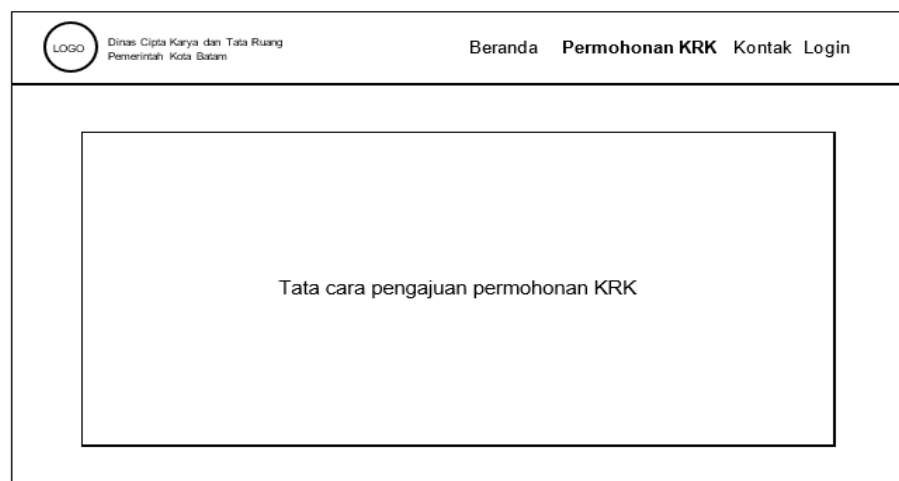 LOGO
Dinas Cipta Karya dan Tata Ruang
Pemerintah Kota Batam
Beranda Permohonan KRK Kontak Login
Tata cara pengajuan permohonan KRK